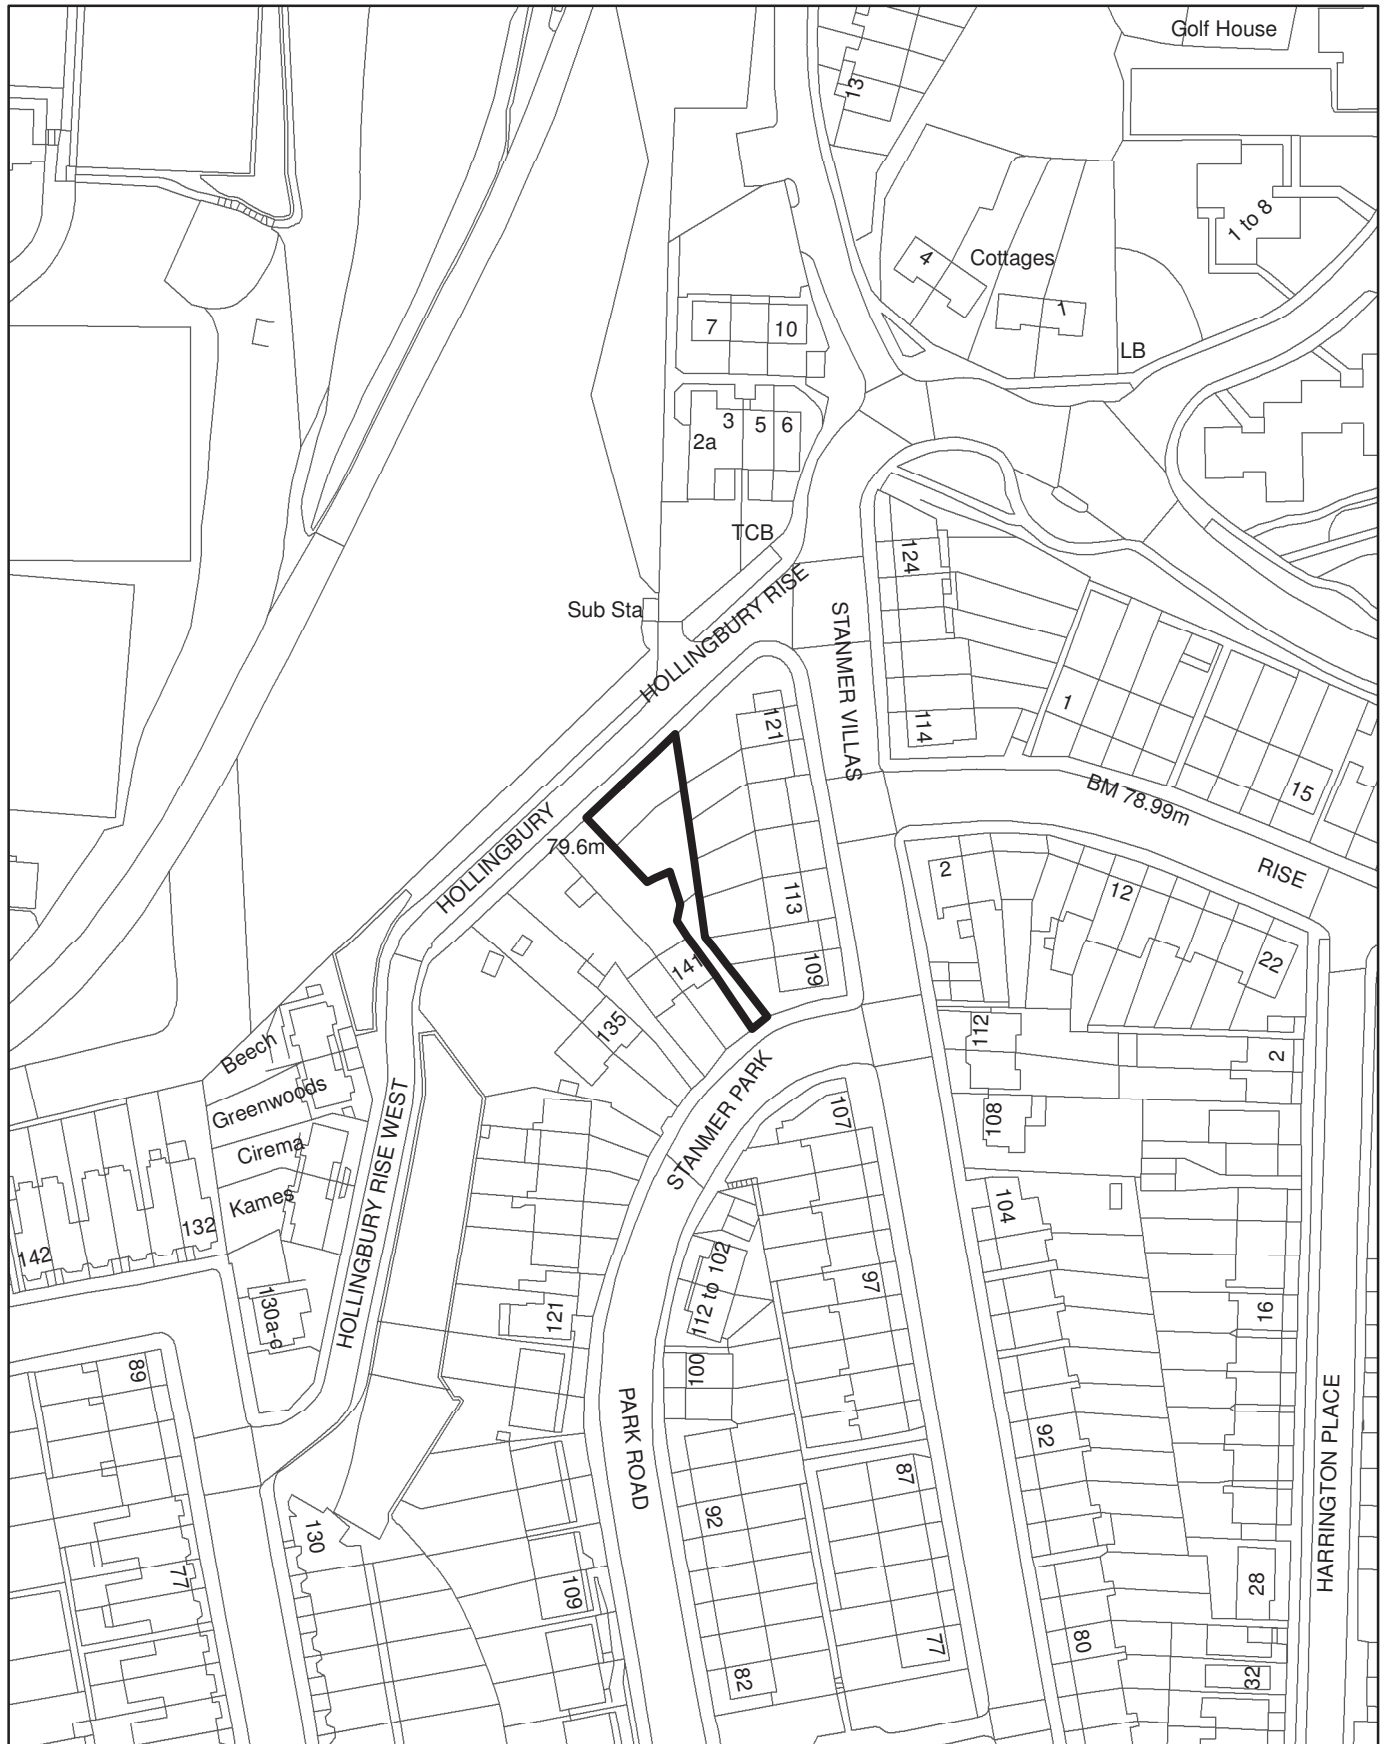 Golf House
13
1 to 8
4
Cottages
1
7
10
LB
3
5
6
2a
TCB
124
HOLLINGBURY RISE
Sub Sta
STANMER VILLAS
121
114
1
BM 78.99m
15
79.6m
HOLLINGBURY
RISE
2
12
113
22
141
109
135
112
2
Beech
Greenwoods
STANMER PARK
107
108
Cirema
HOLLINGBURY RISE WEST
Kames
104
132
142
112 to 102
97
130a-c
121
16
100
89
PARK ROAD
92
HARRINGTON PLACE
87
92
130
77
109
28
77
80
82
32